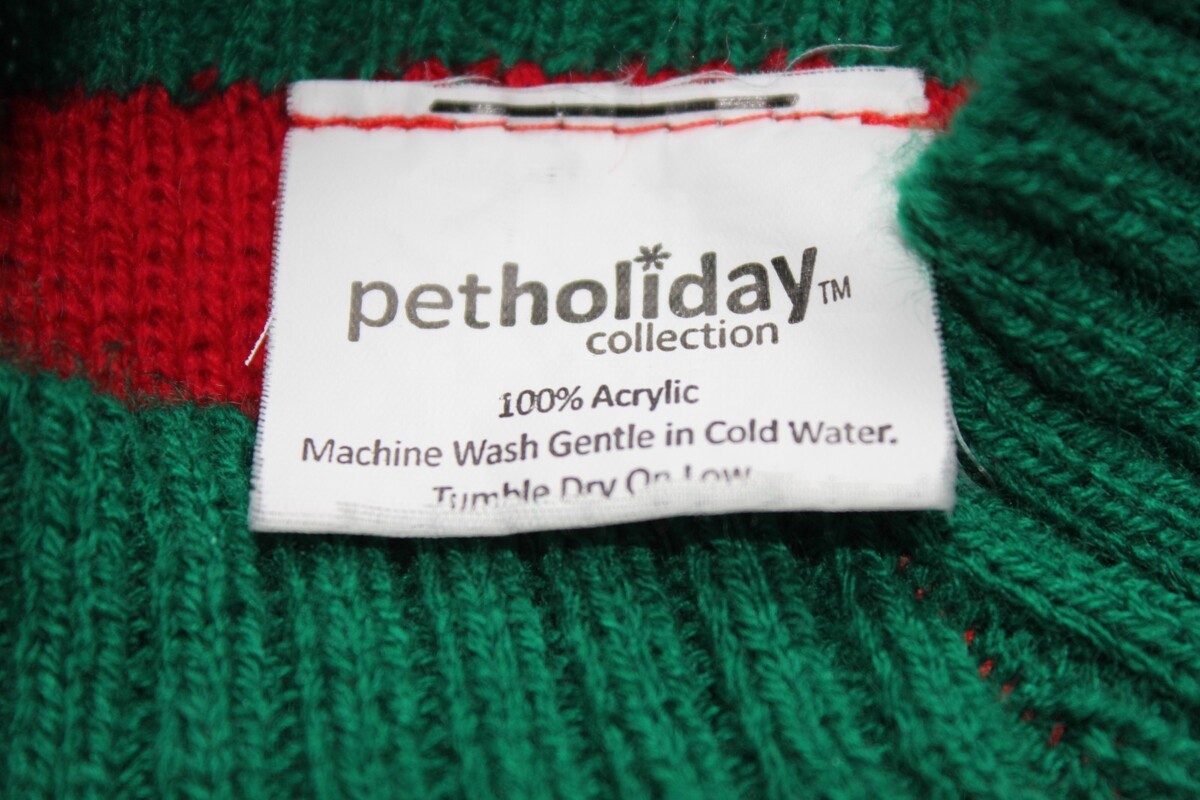 petholiday™
collection
100% Acrylic
Machine Wash Gentle in Cold Water.
Tumble Dry On Low